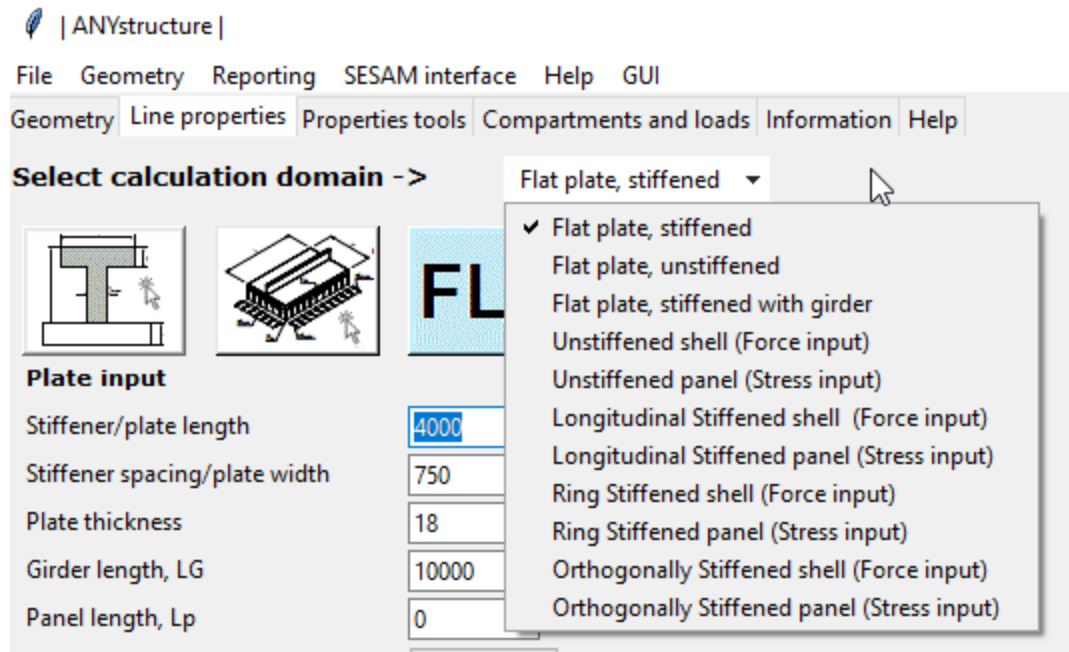 | ANYstructure |
File Geometry Reporting SESAM interface Help GUI
Geometry Line properties Properties tools Compartments and loads Information Help
Select calculation domain -> Flat plate, stiffened
✔ Flat plate, stiffened
Flat plate, unstiffened
Flat plate, stiffened with girder
Unstiffened shell (Force input)
Unstiffened panel (Stress input)
Longitudinal Stiffened shell  (Force input)
Longitudinal Stiffened panel (Stress input)
Ring Stiffened shell (Force input)
Ring Stiffened panel (Stress input)
Orthogonally Stiffened shell (Force input)
Orthogonally Stiffened panel (Stress input)
FL
Plate input
Stiffener/plate length 4000
Stiffener spacing/plate width 750
Plate thickness 18
Girder length, LG 10000
Panel length, Lp 0